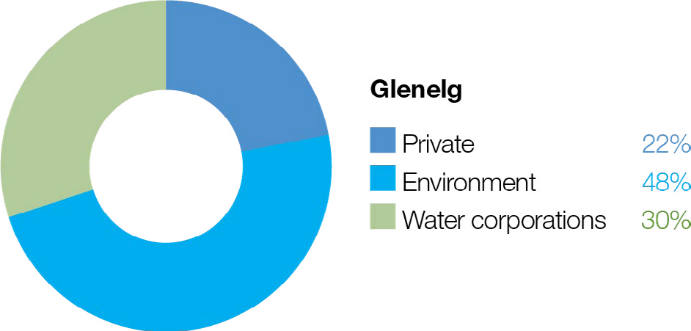 Glenelg
Private 22%
Environment 48%
Water corporations 30%